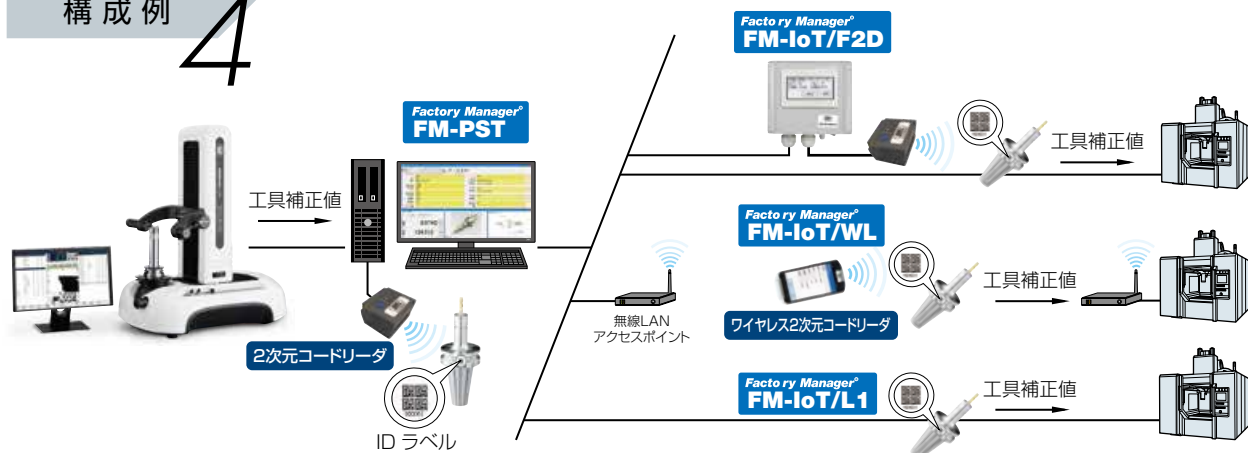 構成例
4
Factory Manager®
FM-PST
工具補正値
2次元コードリーダ
ID ラベル
Factory Manager®
FM-IoT/F2D
工具補正値
Factory Manager®
FM-IoT/WL
無線LAN
アクセスポイント
ワイヤレス2次元コードリーダ
工具補正値
Factory Manager®
FM-IoT/L1
工具補正値